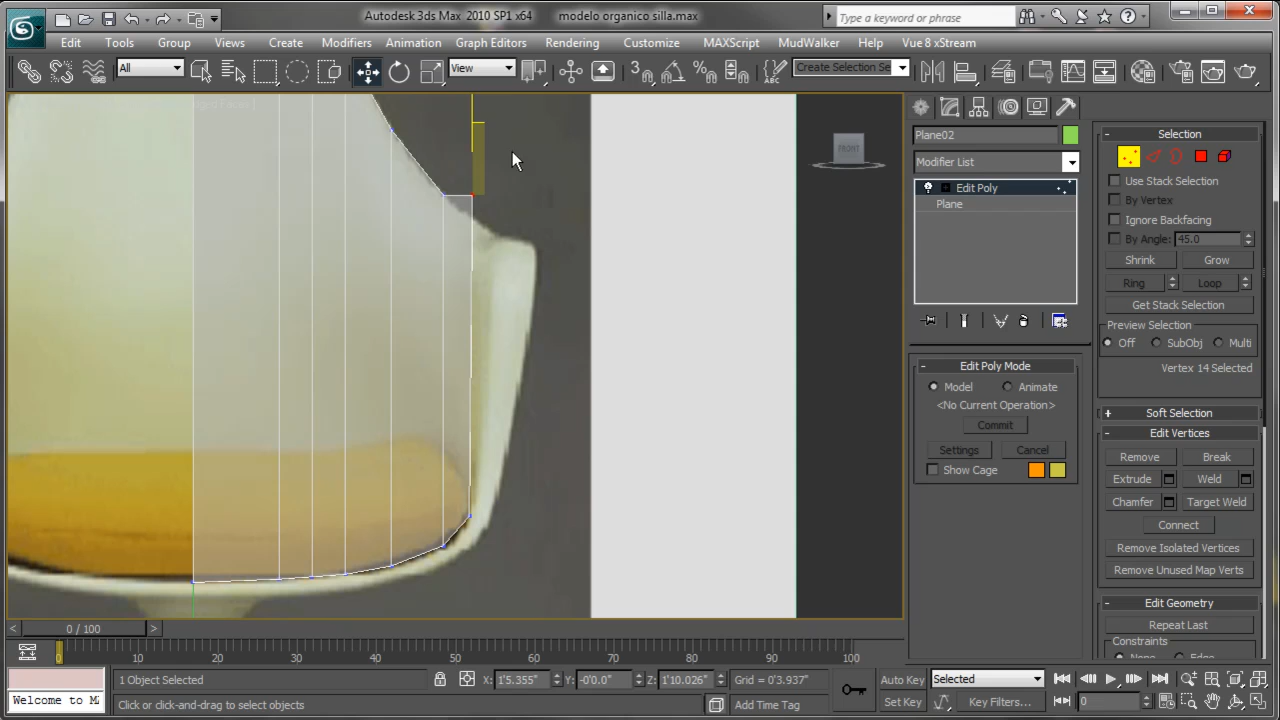 Autodesk 3ds Max 2010 SP1 x64 modelo organico silla.max Type a keyword or phrase
Edit Tools Group Views Create Modifiers Animation Graph Editors Rendering Customize MAXScript MudWalker Help Vue 8 xStream
All View 3 ABC Create Selection Se
FRONT
Plane02
Modifier List
Edit Poly
Plane
Edit Poly Mode
Model Animate
<No Current Operation>
Commit
Settings Cancel
Show Cage
Selection
Use Stack Selection
By Vertex
Ignore Backfacing
By Angle: 45.0
Shrink Grow
Ring Loop
Get Stack Selection
Preview Selection
Off SubObj Multi
Vertex 14 Selected
Soft Selection
Edit Vertices
Remove Break
Extrude Weld
Chamfer Target Weld
Connect
Remove Isolated Vertices
Remove Unused Map Verts
Edit Geometry
Repeat Last
Constraints
None Edge
< 0 / 100 >
0 10 20 30 40 50 60 70 80 90 100
1 Object Selected X: 1'5.355" Y: -0'0.0" Z: 1'10.026" Grid = 0'3.937" Auto Key Selected
Welcome to MA Click or click-and-drag to select objects Add Time Tag Set Key Key Filters... 0